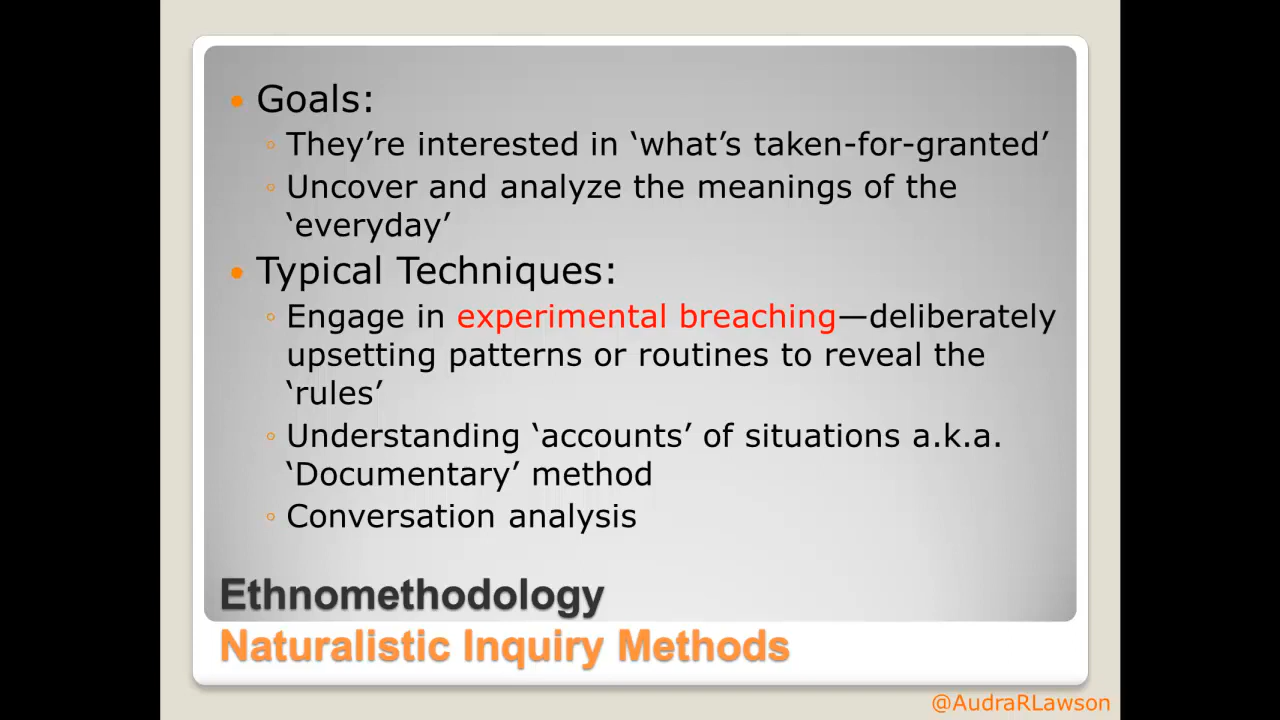 Goals:
They’re interested in ‘what’s taken-for-granted’
Uncover and analyze the meanings of the
‘everyday’
Typical Techniques:
Engage in experimental breaching—deliberately
upsetting patterns or routines to reveal the
‘rules’
Understanding ‘accounts’ of situations a.k.a.
‘Documentary’ method
Conversation analysis
Ethnomethodology
Naturalistic Inquiry Methods
@AudraRLawson